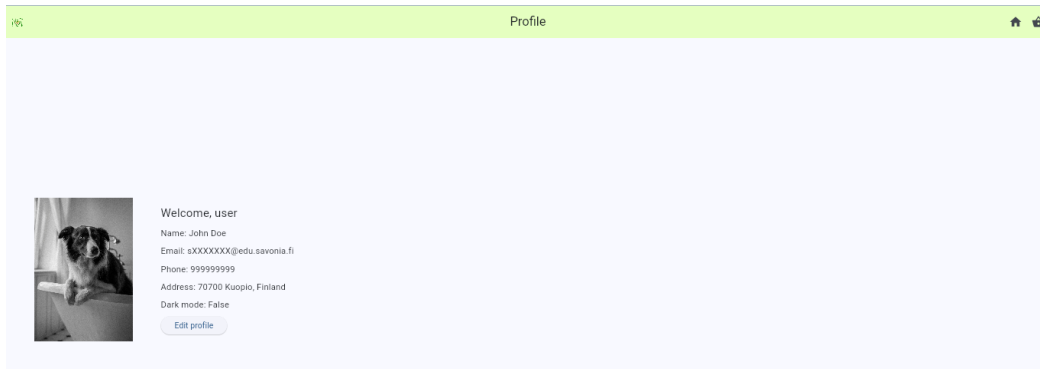 Profile
Welcome, user
Name: John Doe
Email: sXXXXXXX@edu.savonia.fi
Phone: 999999999
Address: 70700 Kuopio, Finland
Dark mode: False
Edit profile